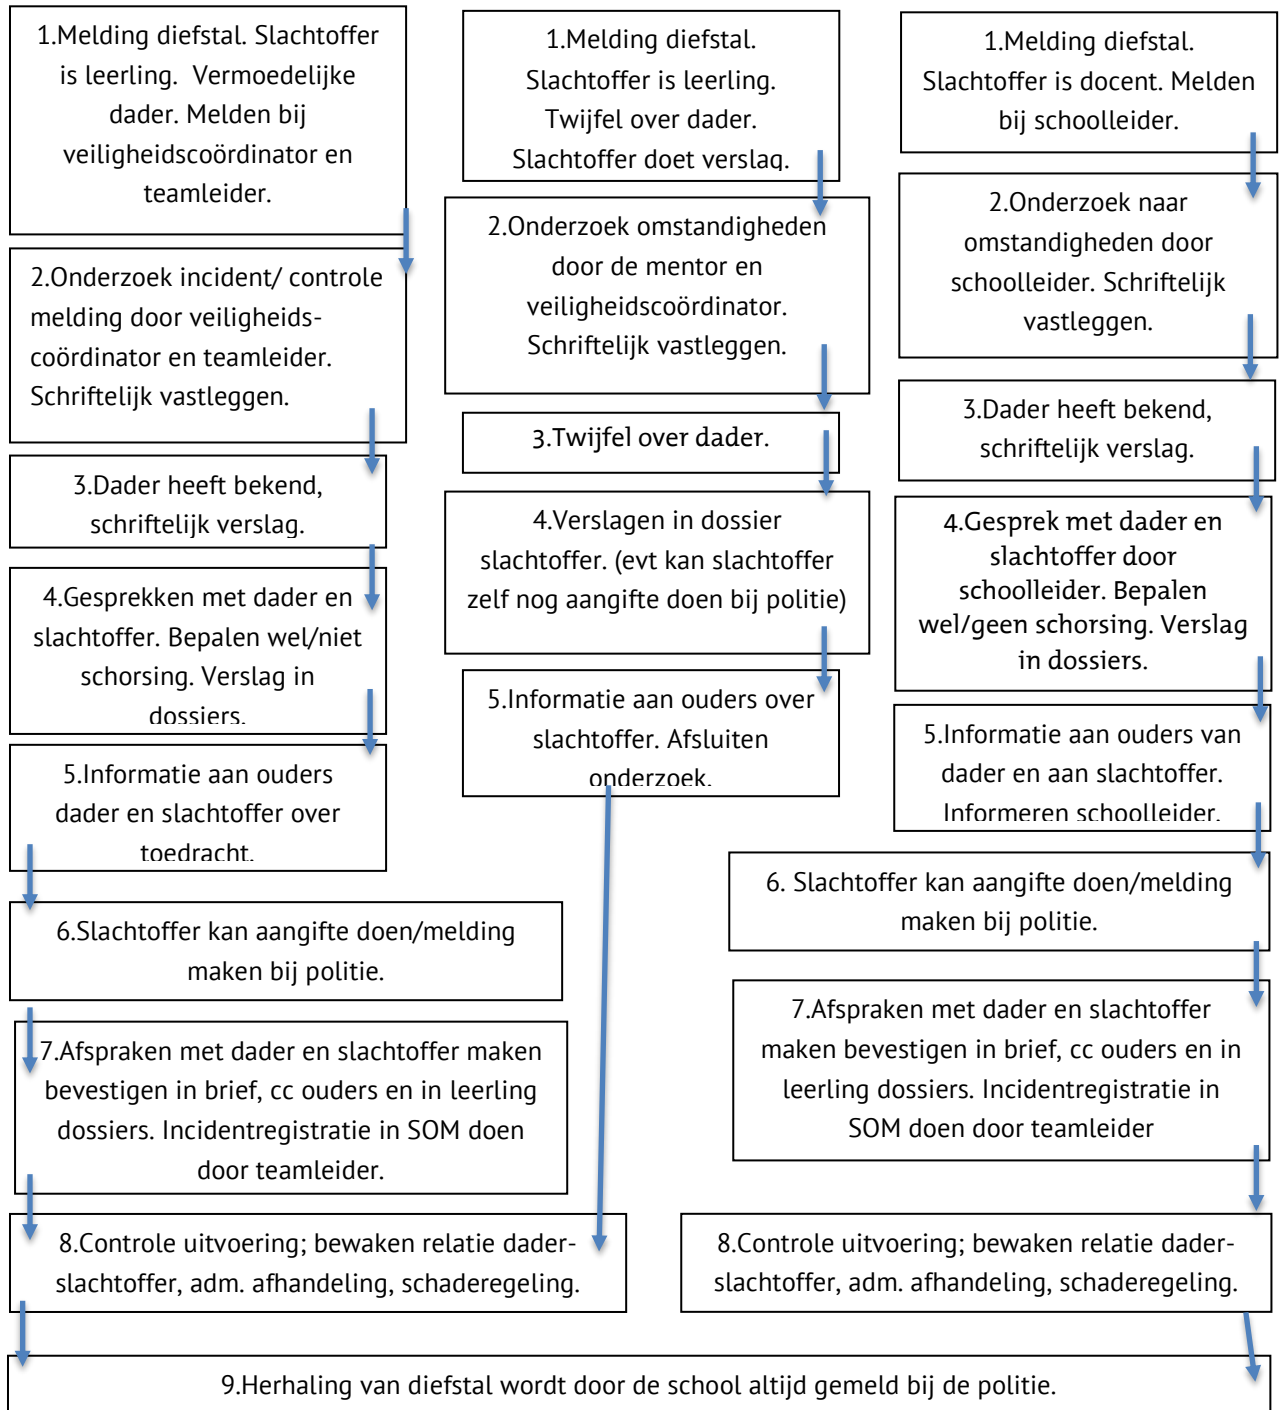 1.Melding diefstal. Slachtoffer
is leerling. Vermoedelijke
dader. Melden bij
veiligheidscoördinator en
teamleider.
2.Onderzoek incident/ controle
melding door veiligheids-
coördinator en teamleider.
Schriftelijk vastleggen.
3.Dader heeft bekend,
schriftelijk verslag.
4.Gesprekken met dader en
slachtoffer. Bepalen wel/niet
schorsing. Verslag in
dossiers.
5.Informatie aan ouders
dader en slachtoffer over
toedracht.
6.Slachtoffer kan aangifte doen/melding
maken bij politie.
7.Afspraken met dader en slachtoffer maken
bevestigen in brief, cc ouders en in leerling
dossiers. Incidentregistratie in SOM doen
door teamleider.
8.Controle uitvoering; bewaken relatie dader-
slachtoffer, adm. afhandeling, schaderegeling.
1.Melding diefstal.
Slachtoffer is leerling.
Twijfel over dader.
Slachtoffer doet verslag.
2.Onderzoek omstandigheden
door de mentor en
veiligheidscoördinator.
Schriftelijk vastleggen.
3.Twijfel over dader.
4.Verslagen in dossier
slachtoffer. (evt kan slachtoffer
zelf nog aangifte doen bij politie)
5.Informatie aan ouders over
slachtoffer. Afsluiten
onderzoek.
1.Melding diefstal.
Slachtoffer is docent. Melden
bij schoolleider.
2.Onderzoek naar
omstandigheden door
schoolleider. Schriftelijk
vastleggen.
3.Dader heeft bekend,
schriftelijk verslag.
4.Gesprek met dader en
slachtoffer door
schoolleider. Bepalen
wel/geen schorsing. Verslag
in dossiers.
5.Informatie aan ouders van
dader en aan slachtoffer.
Informeren schoolleider.
6. Slachtoffer kan aangifte doen/melding
maken bij politie.
7.Afspraken met dader en slachtoffer
maken bevestigen in brief, cc ouders en in
leerling dossiers. Incidentregistratie in
SOM doen door teamleider
8.Controle uitvoering; bewaken relatie dader-
slachtoffer, adm. afhandeling, schaderegeling.
9.Herhaling van diefstal wordt door de school altijd gemeld bij de politie.